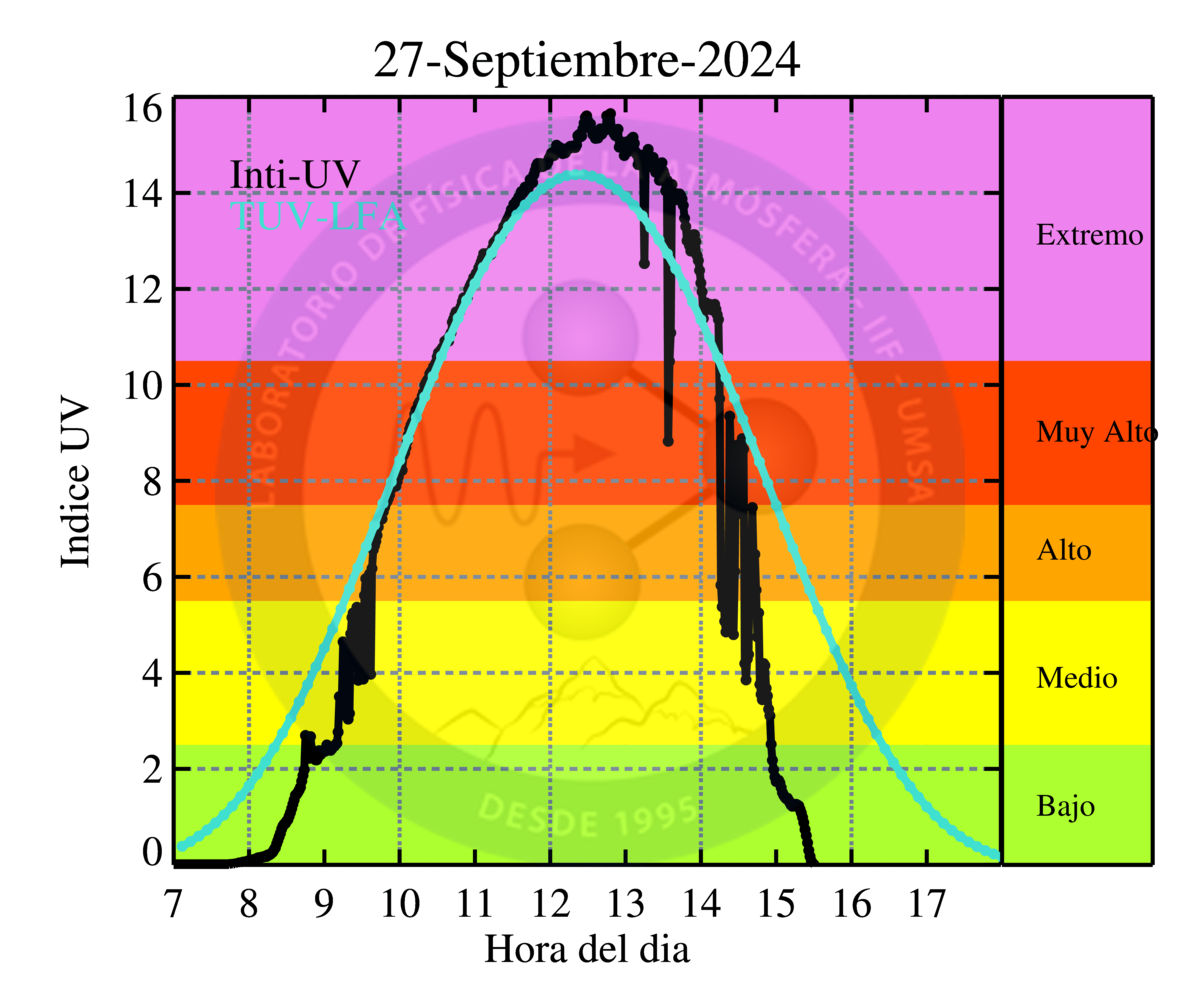 27-Septiembre-2024
Inti-UV
TUV-LFA
LABORATORIO DE FÍSICA DE LA ATMÓSFERA - IIF - UMSA
DESDE 1995
Indice UV
16
14
12
10
8
6
4
2
0
Extremo
Muy Alto
Alto
Medio
Bajo
7 8 9 10 11 12 13 14 15 16 17
Hora del dia